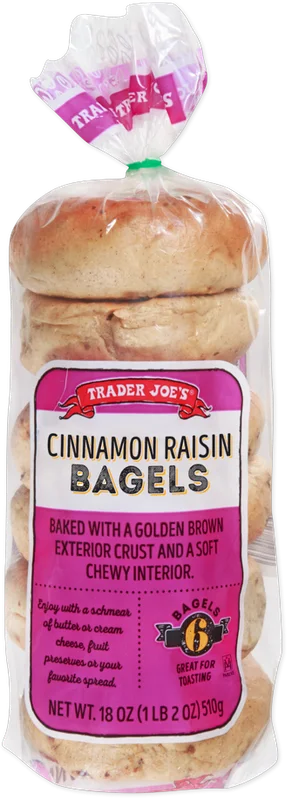 TRADER JOE'S
TRADER JOE'S®
CINNAMON RAISIN
BAGELS
BAKED WITH A GOLDEN BROWN
EXTERIOR CRUST AND A SOFT
CHEWY INTERIOR.
Enjoy with a schmear
of butter or cream
cheese, fruit
preserves or your
favorite spread.
BAGELS
6
GREAT FOR
TOASTING
NET WT. 18 OZ (1 LB 2 OZ) 510g